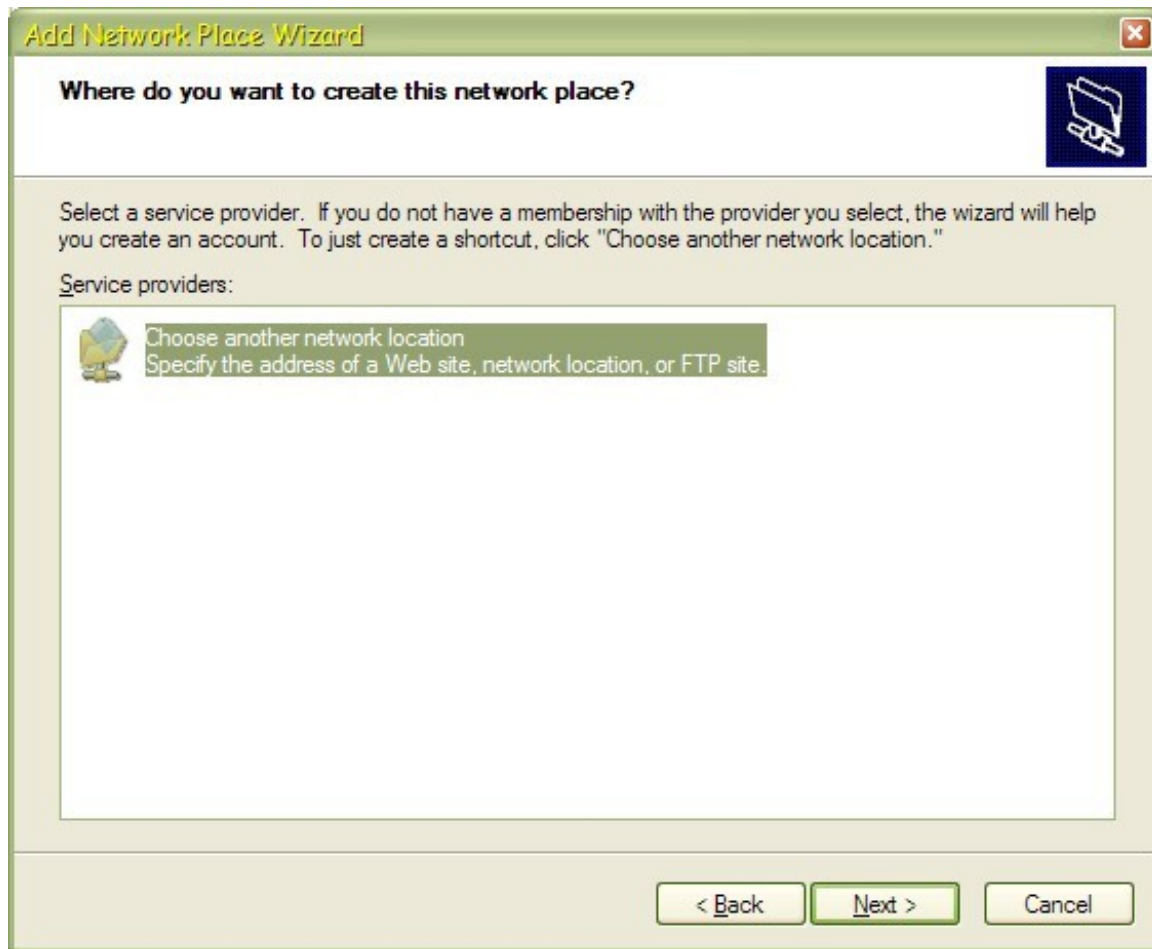 Add Network Place Wizard
Where do you want to create this network place?
Select a service provider.  If you do not have a membership with the provider you select, the wizard will help
you create an account.  To just create a shortcut, click "Choose another network location."
Service providers:
Choose another network location
Specify the address of a Web site, network location, or FTP site.
< Back
Next >
Cancel